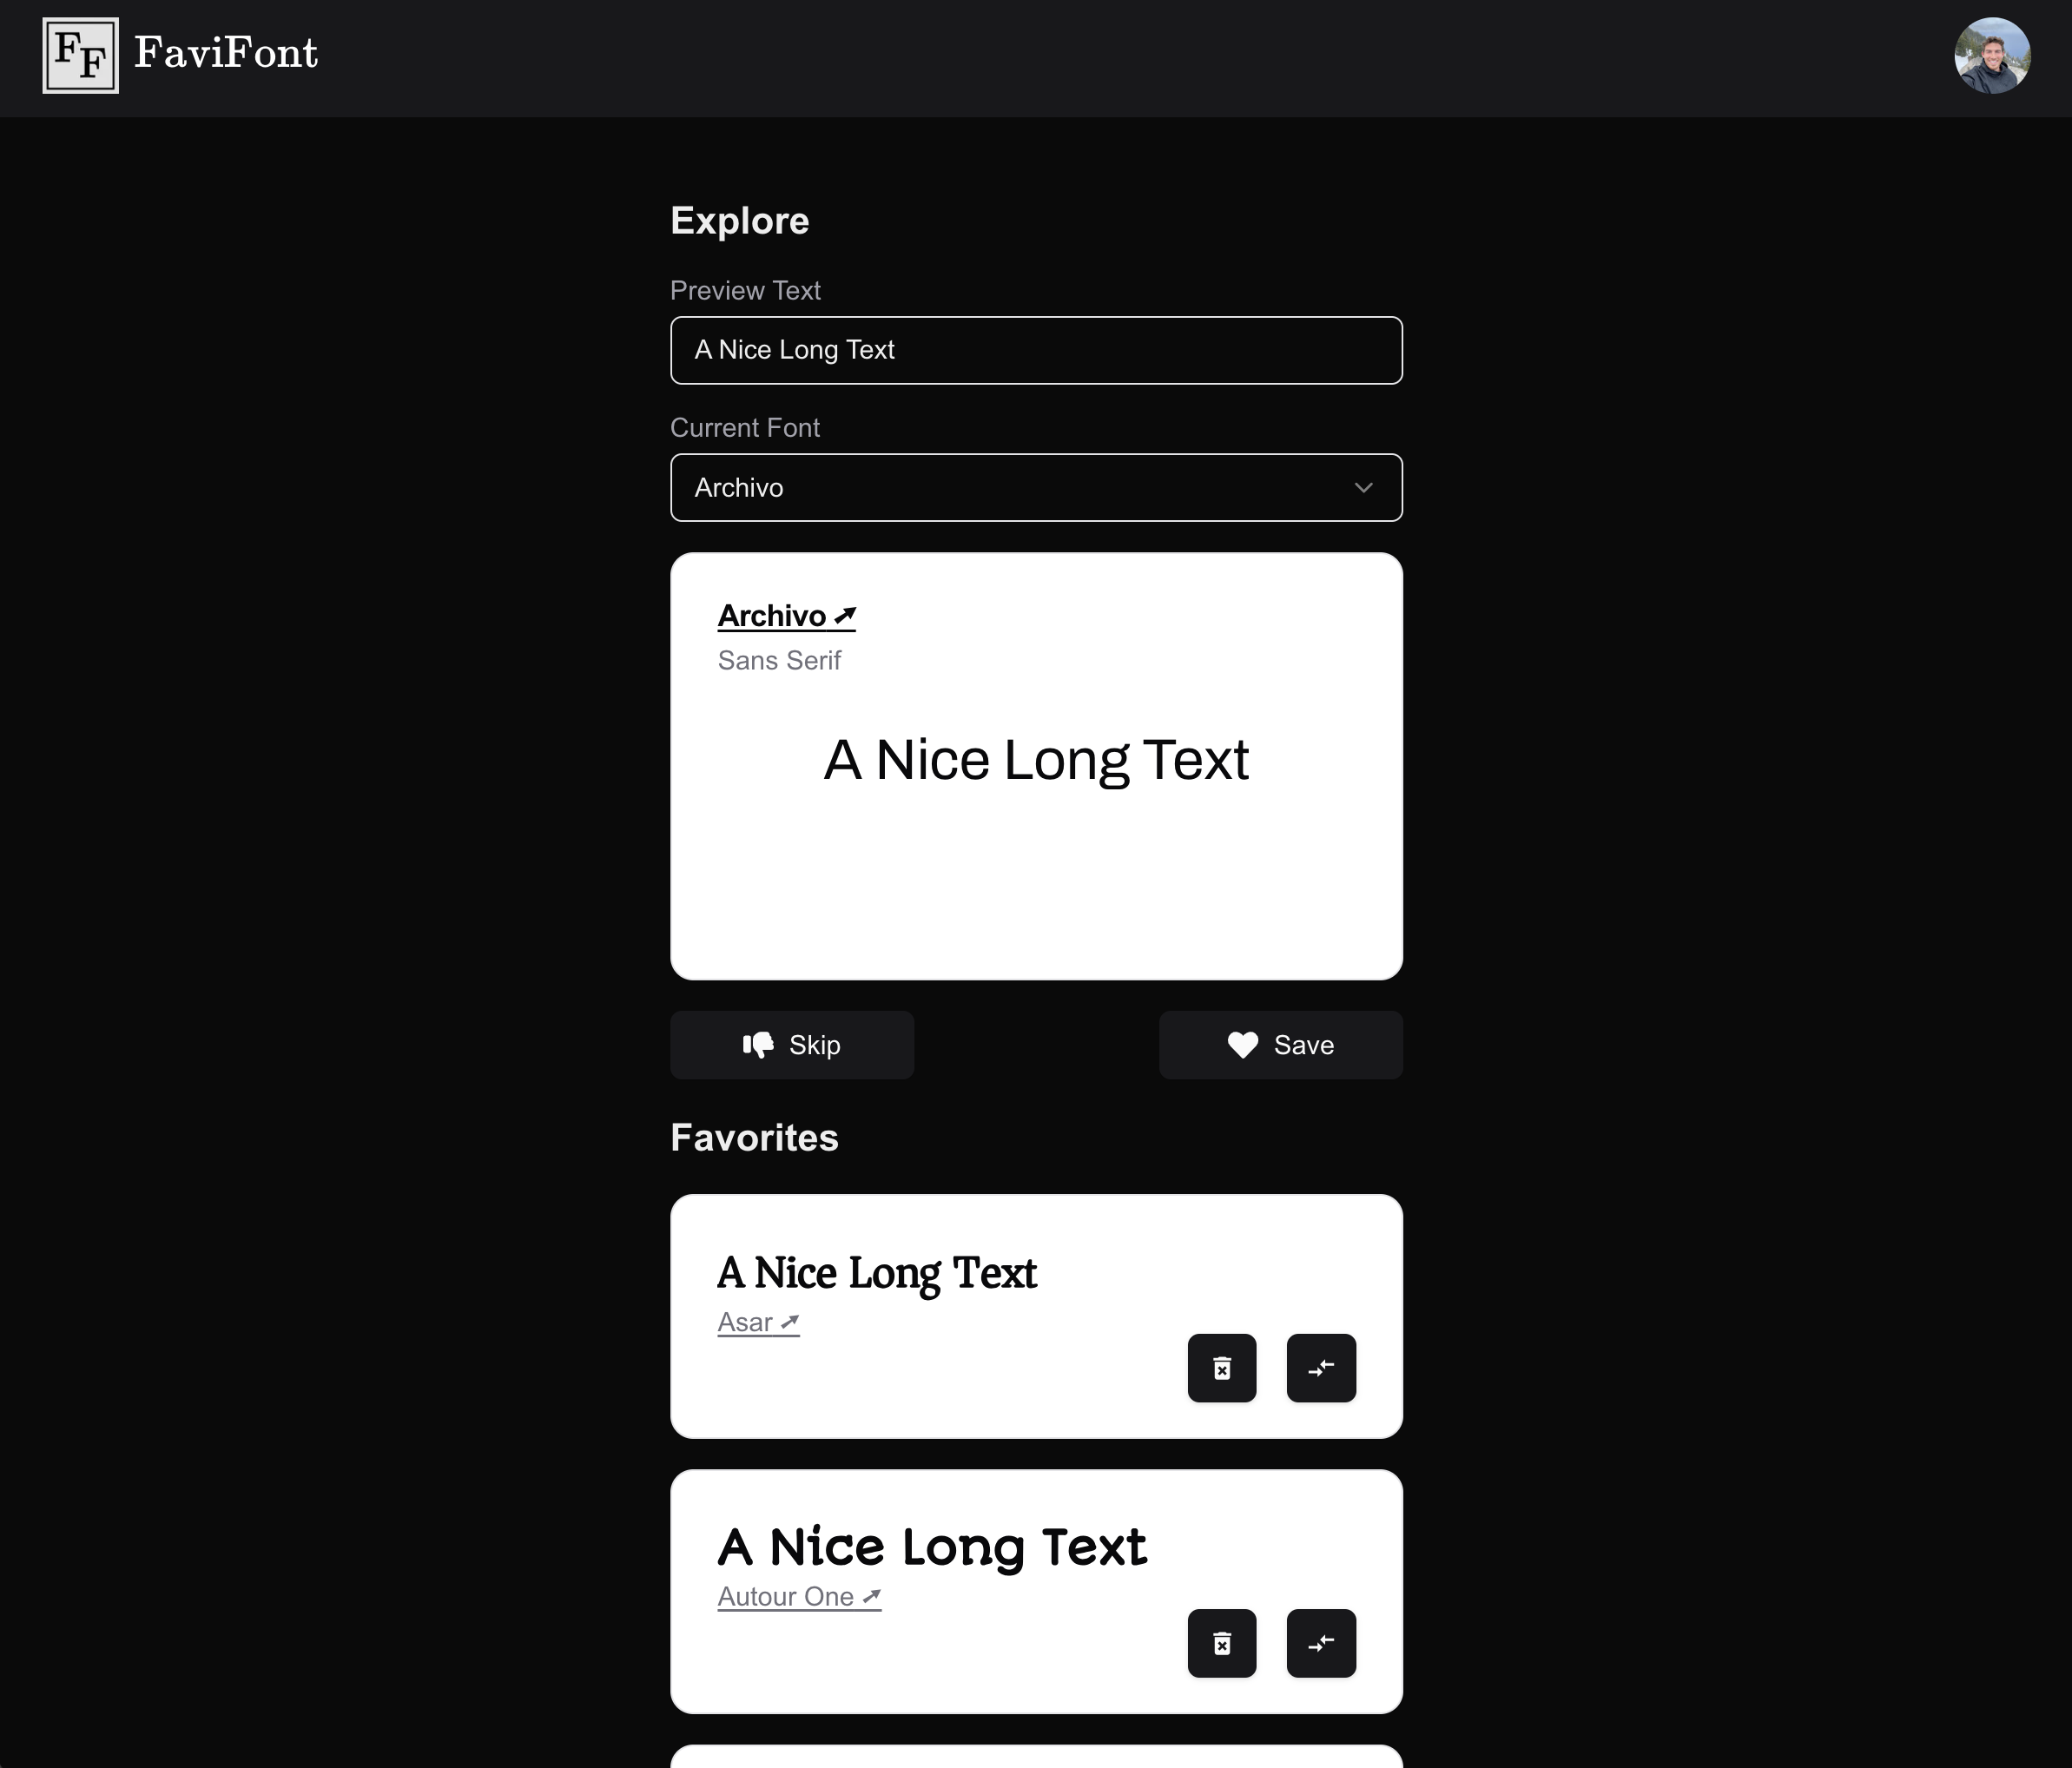 FF FaviFont
Explore
Preview Text
A Nice Long Text
Current Font
Archivo
Archivo
Sans Serif
A Nice Long Text
Skip
Save
Favorites
A Nice Long Text
Asar
A Nice Long Text
Autour One